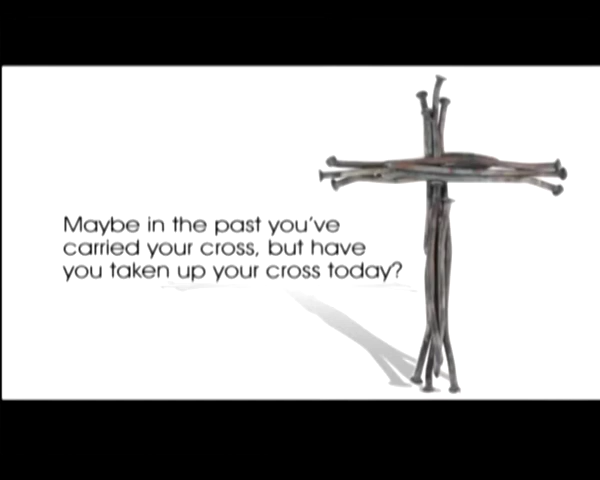 Maybe in the past you've
carried your cross, but have
you taken up your cross today?